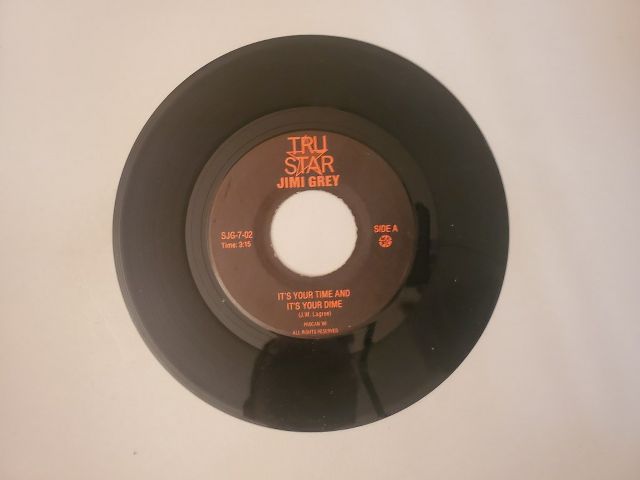 TRU
STAR
JIMI GREY
SJG-7-02
Time: 3:15
SIDE A
IT'S YOUR TIME AND
IT'S YOUR DIME
(J.W. Lagree)
ALL RIGHTS RESERVED